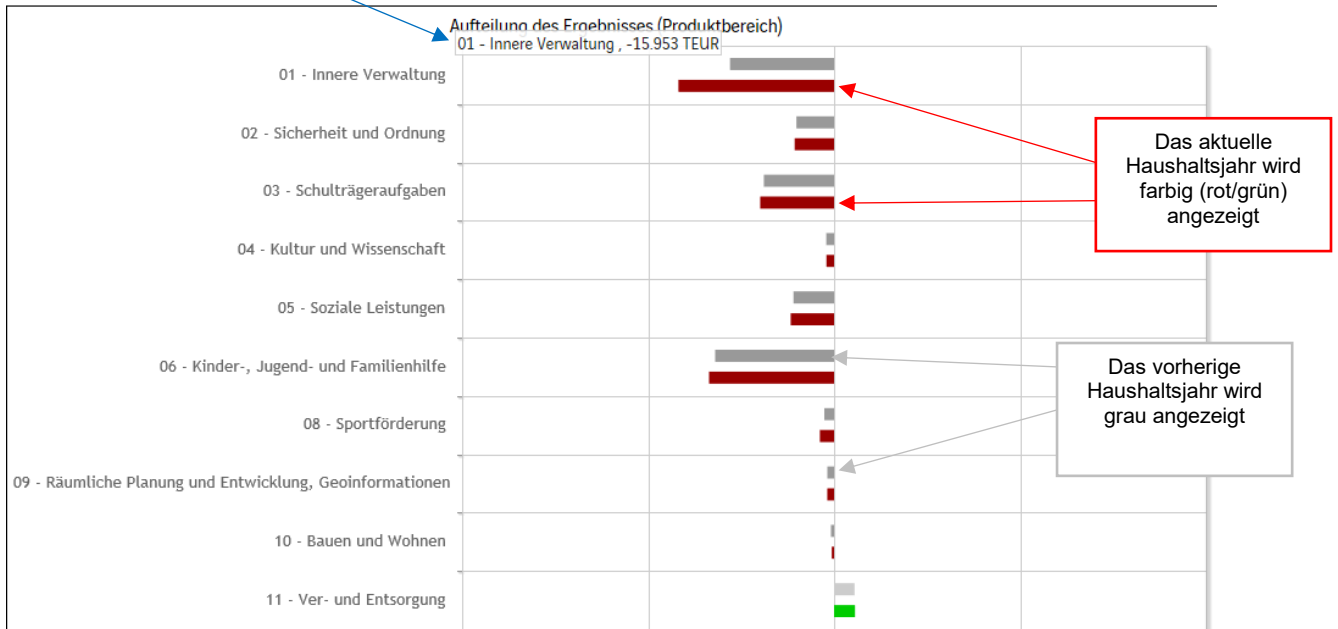 Aufteilung des Ergebnisses (Produktbereich)
01 - Innere Verwaltung , -15.953 TEUR
01 - Innere Verwaltung
02 - Sicherheit und Ordnung
03 - Schulträgeraufgaben
04 - Kultur und Wissenschaft
05 - Soziale Leistungen
06 - Kinder-, Jugend- und Familienhilfe
08 - Sportförderung
09 - Räumliche Planung und Entwicklung, Geoinformationen
10 - Bauen und Wohnen
11 - Ver- und Entsorgung
Das aktuelle
Haushaltsjahr wird
farbig (rot/grün)
angezeigt
Das vorherige
Haushaltsjahr wird
grau angezeigt